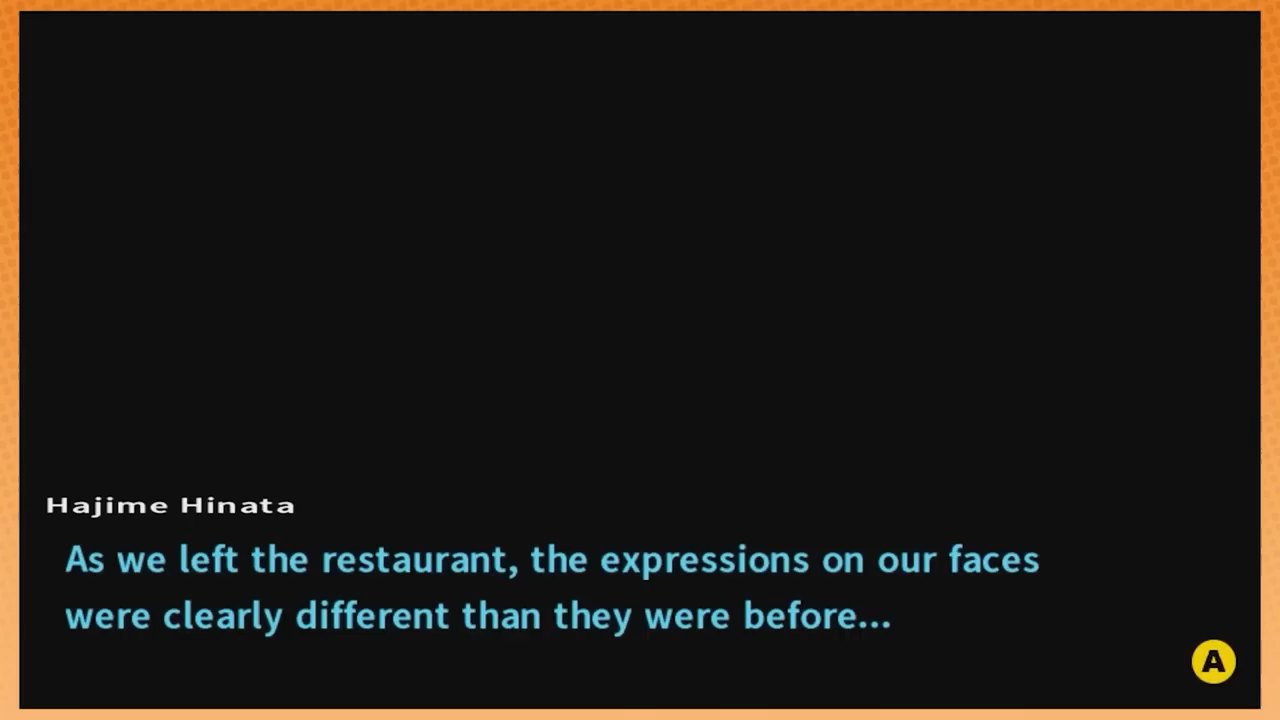 Hajime Hinata
As we left the restaurant, the expressions on our faces
were clearly different than they were before...
A